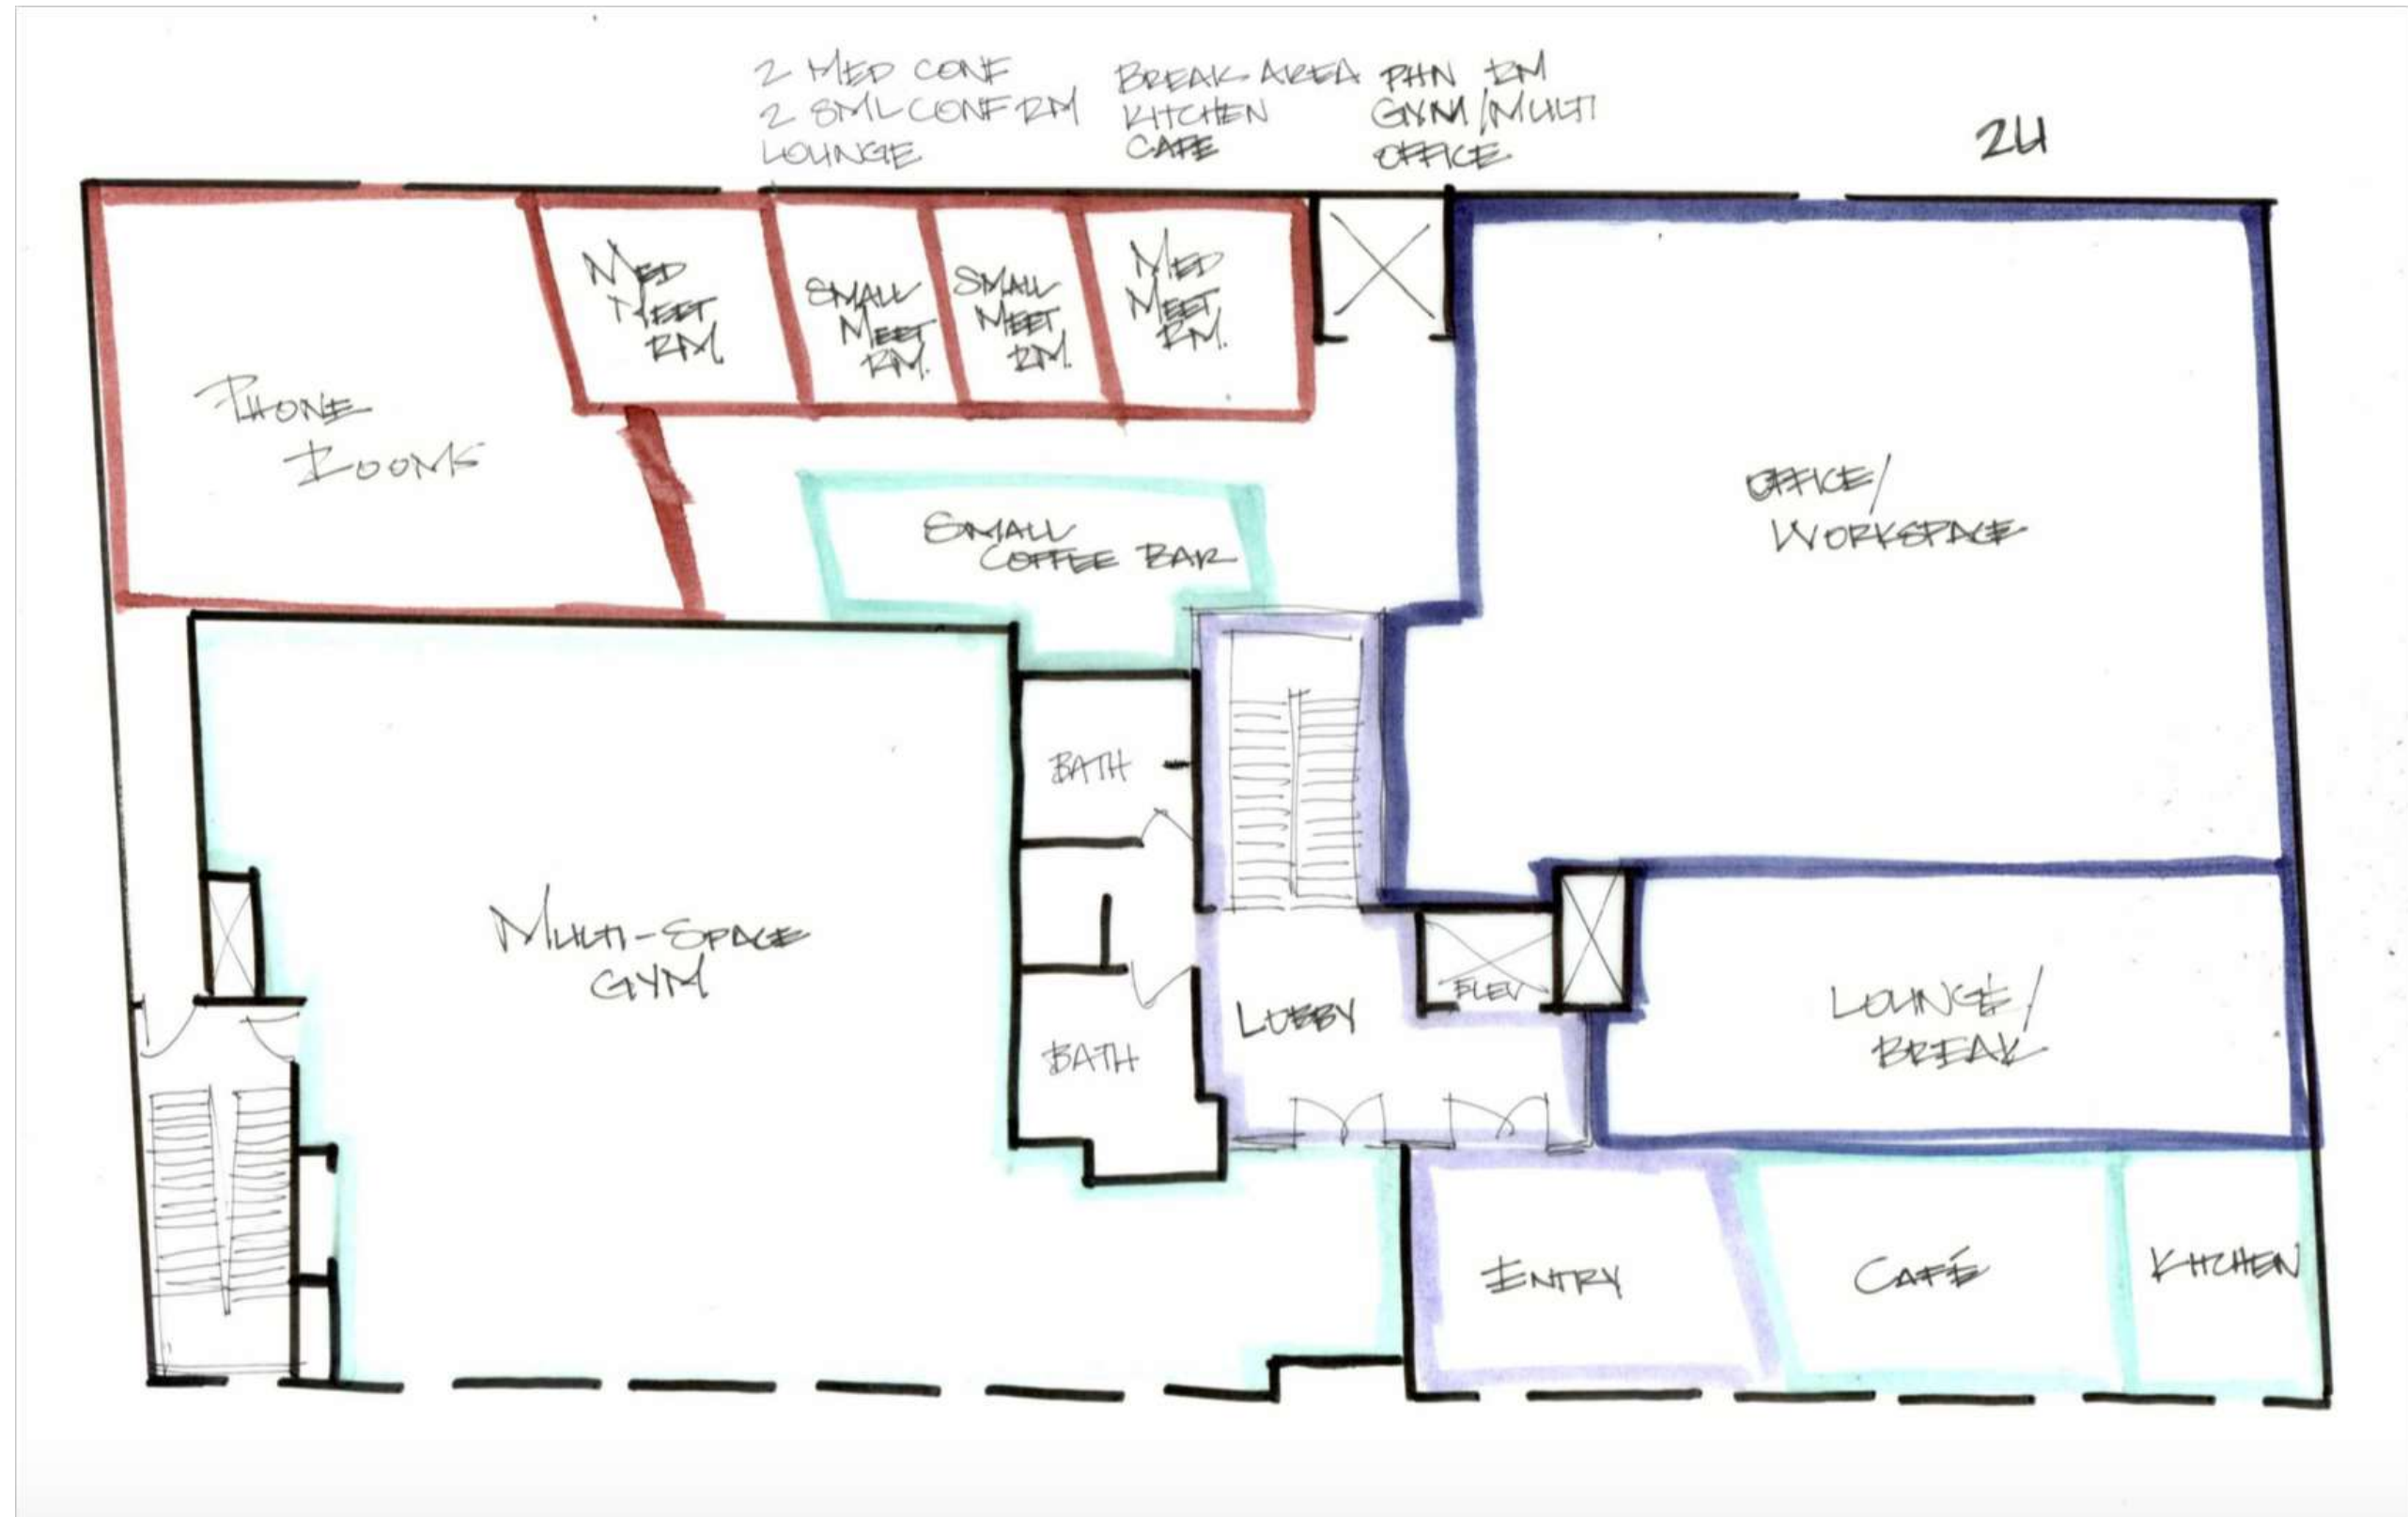 2 MED CONF
2 SML CONF RM
LOUNGE
BREAK AREA
KITCHEN
CAFE
PHN RM
GYM/MULTI
OFFICE
2U
MED
MEET
RM.
SMALL
MEET
RM.
SMALL
MEET
RM.
MED
MEET
RM.
PHONE
ROOMS
SMALL
COFFEE BAR
OFFICE/
WORKSPACE
BATH
MULTI-SPACE
GYM
ELEV
LOBBY
LOUNGE/
BREAK
BATH
ENTRY
CAFÉ
KITCHEN